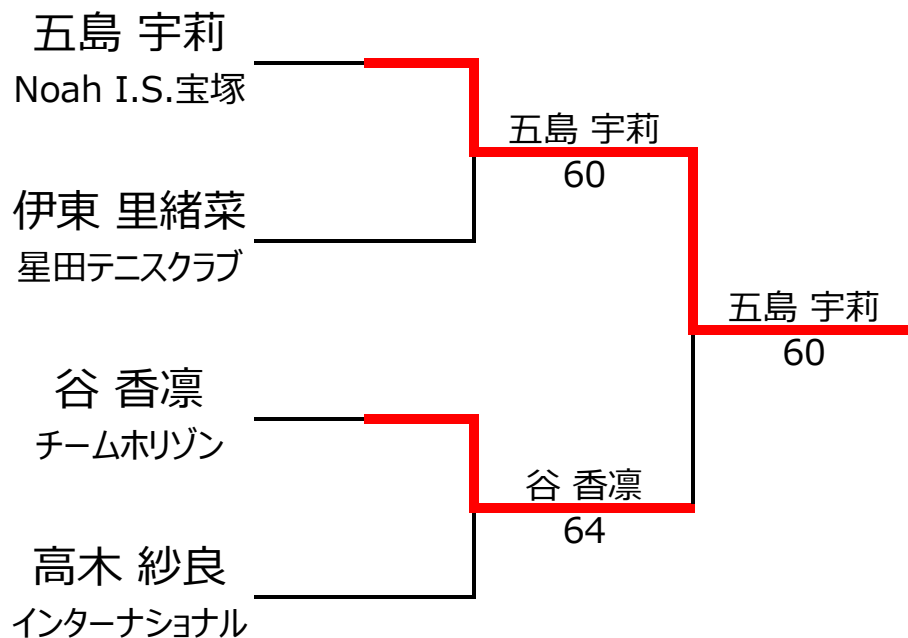 五島 宇莉
Noah I.S.宝塚
伊東 里緒菜
星田テニスクラブ
谷 香凛
チームホリゾン
高木 紗良
インターナショナル
五島 宇莉
60
谷 香凛
64
五島 宇莉
60